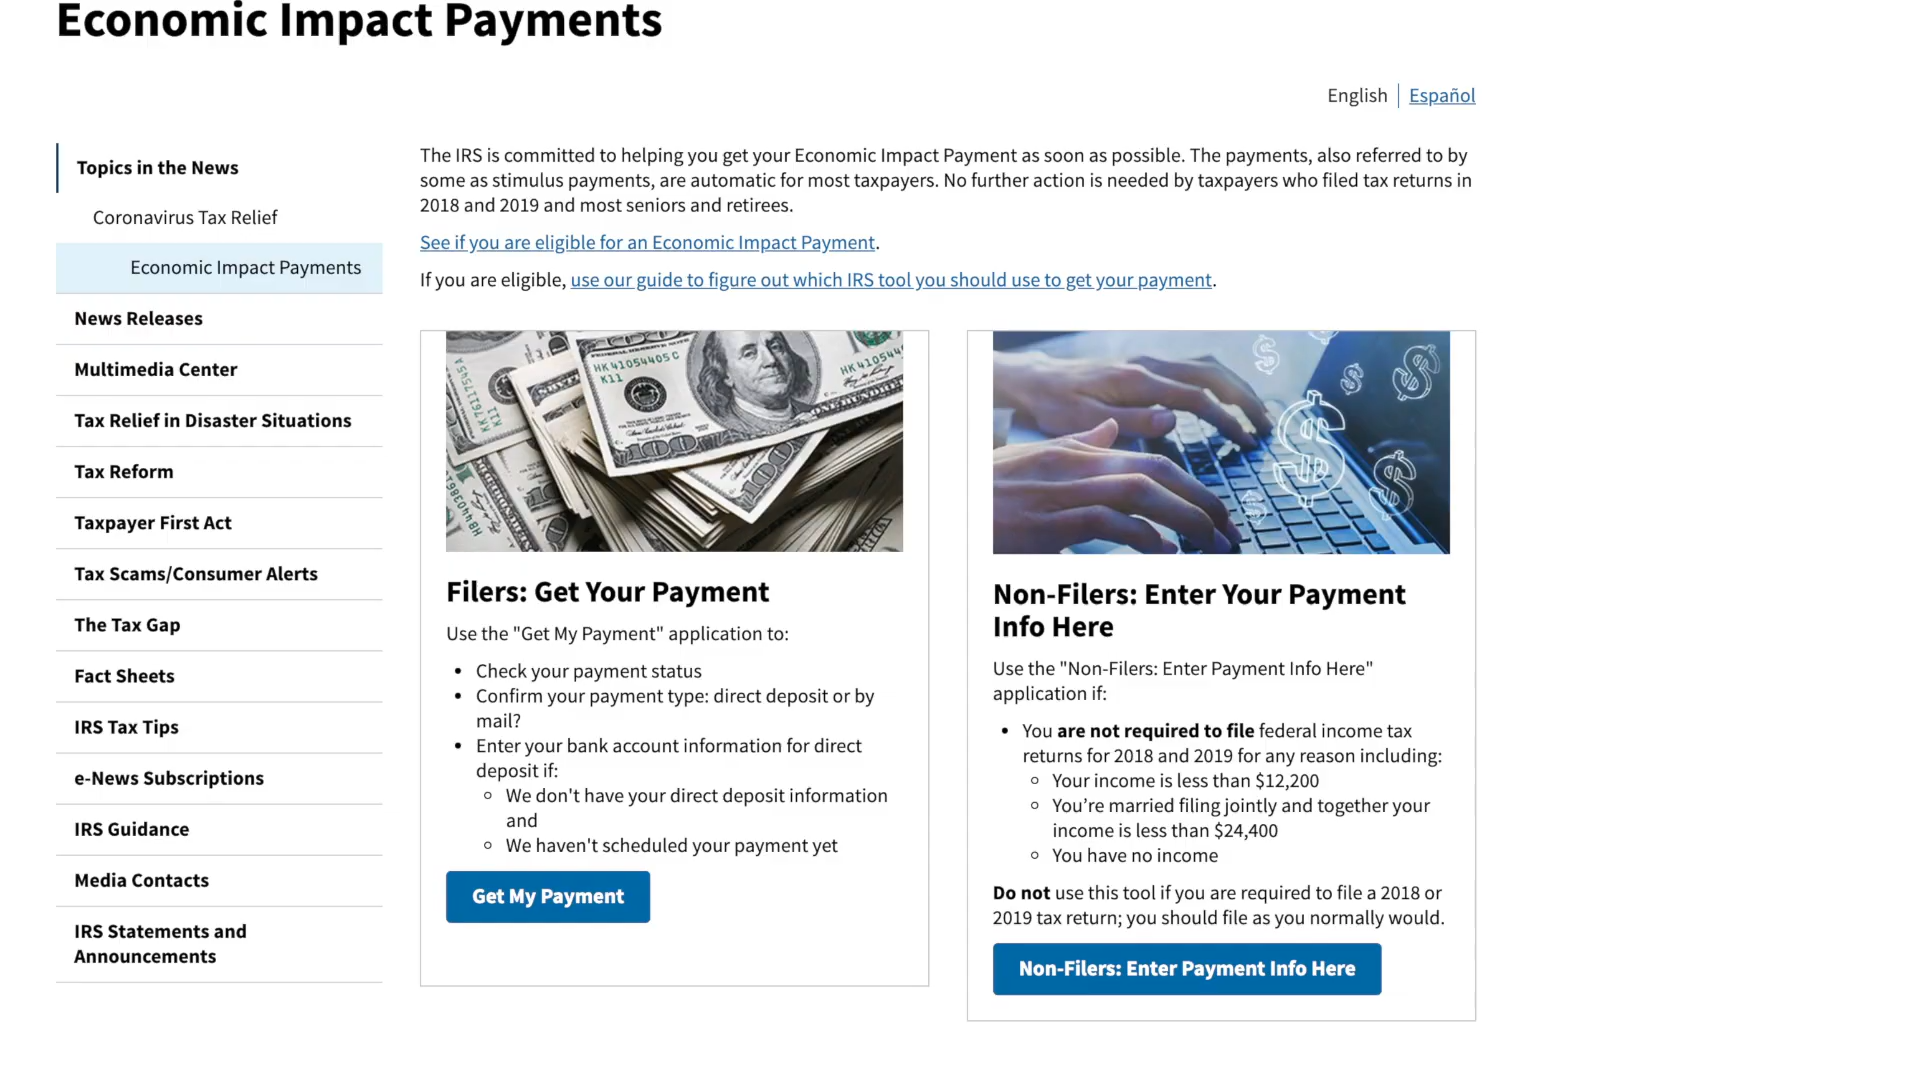 Economic Impact Payments
English
Español
Topics in the News
Coronavirus Tax Relief
Economic Impact Payments
News Releases
Multimedia Center
Tax Relief in Disaster Situations
Tax Reform
Taxpayer First Act
Tax Scams/Consumer Alerts
The Tax Gap
Fact Sheets
IRS Tax Tips
e-News Subscriptions
IRS Guidance
Media Contacts
IRS Statements and
Announcements
The IRS is committed to helping you get your Economic Impact Payment as soon as possible. The payments, also referred to by
some as stimulus payments, are automatic for most taxpayers. No further action is needed by taxpayers who filed tax returns in
2018 and 2019 and most seniors and retirees.
See if you are eligible for an Economic Impact Payment.
If you are eligible, use our guide to figure out which IRS tool you should use to get your payment.
HK41054405C
K11
100
Filers: Get Your Payment
Use the "Get My Payment" application to:
• Check your payment status
• Confirm your payment type: direct deposit or by
mail?
• Enter your bank account information for direct
deposit if:
○ We don't have your direct deposit information
and
○ We haven't scheduled your payment yet
Get My Payment
Non-Filers: Enter Your Payment
Info Here
Use the "Non-Filers: Enter Payment Info Here"
application if:
• You are not required to file federal income tax
returns for 2018 and 2019 for any reason including:
○ Your income is less than $12,200
○ You’re married filing jointly and together your
income is less than $24,400
○ You have no income
Do not use this tool if you are required to file a 2018 or
2019 tax return; you should file as you normally would.
Non-Filers: Enter Payment Info Here